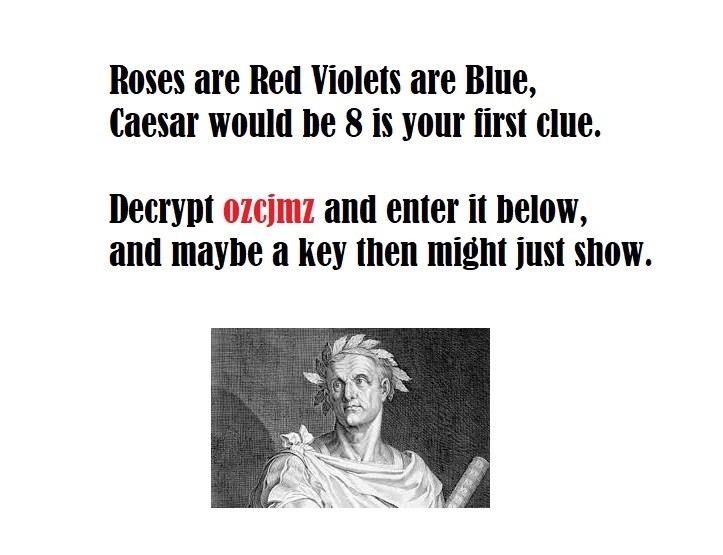 Roses are Red Violets are Blue,
Caesar would be 8 is your first clue.
Decrypt ozcjmz and enter it below,
and maybe a key then might just show.